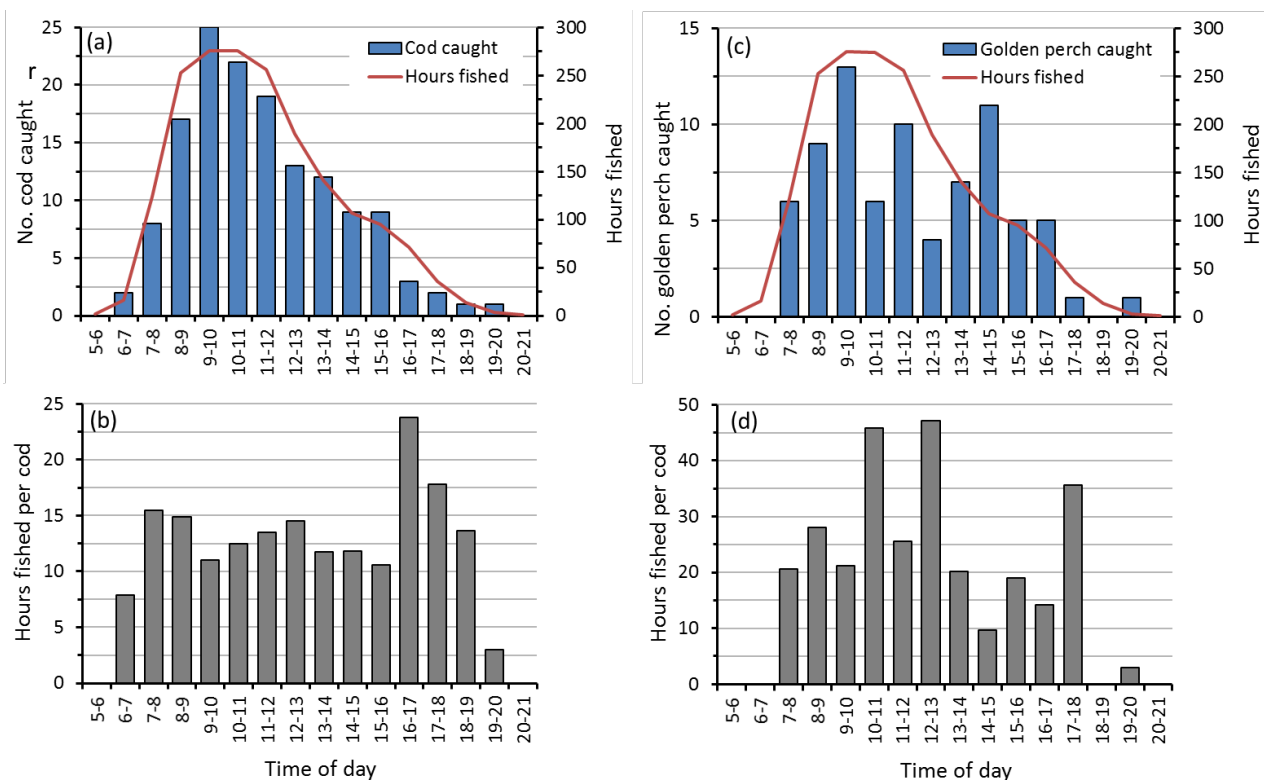 (a)
Cod caught
Hours fished
r
No. cod caught
25
20
15
10
5
0
300
250
200
150
100
50
0
Hours fished
5-6 6-7 7-8 8-9 9-10 10-11 11-12 12-13 13-14 14-15 15-16 16-17 17-18 18-19 19-20 20-21
(c)
Golden perch caught
Hours fished
No. golden perch caught
15
10
5
0
300
250
200
150
100
50
0
Hours fished
5-6 6-7 7-8 8-9 9-10 10-11 11-12 12-13 13-14 14-15 15-16 16-17 17-18 18-19 19-20 20-21
(b)
Hours fished per cod
25
20
15
10
5
0
5-6 6-7 7-8 8-9 9-10 10-11 11-12 12-13 13-14 14-15 15-16 16-17 17-18 18-19 19-20 20-21
Time of day
(d)
Hours fished per cod
50
40
30
20
10
0
5-6 6-7 7-8 8-9 9-10 10-11 11-12 12-13 13-14 14-15 15-16 16-17 17-18 18-19 19-20 20-21
Time of day